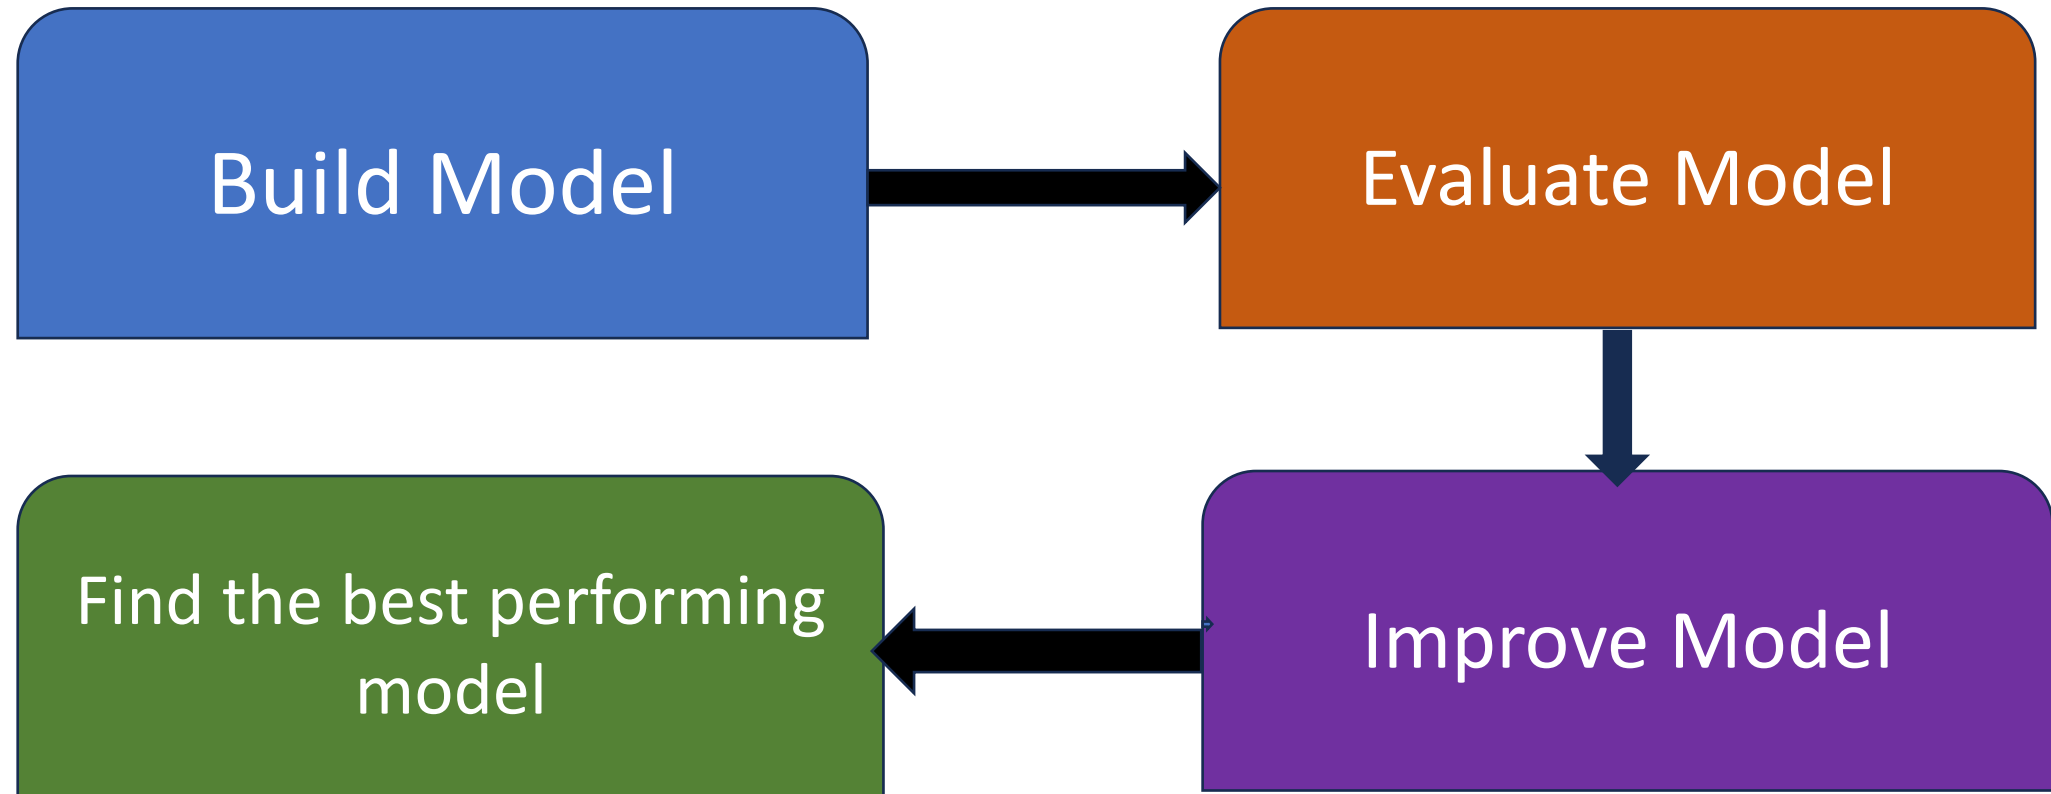 Build Model
Evaluate Model
Find the best performing
model
Improve Model